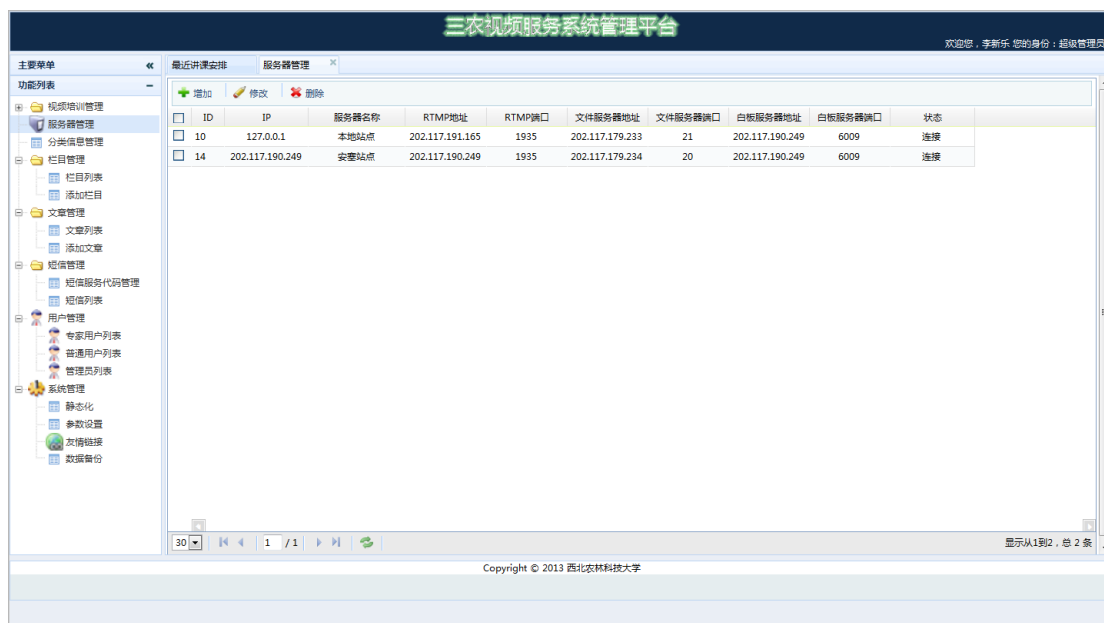 三农视频服务系统管理平台
欢迎您，李新乐 您的身份：超级管理员
主要菜单 «
功能列表
视频培训管理
服务器管理
分类信息管理
栏目管理
栏目列表
添加栏目
文章管理
文章列表
添加文章
短信管理
短信服务代码管理
短信列表
用户管理
专家用户列表
普通用户列表
管理员列表
系统管理
静态化
参数设置
友情链接
数据备份
最近讲课安排 服务器管理
增加 修改 删除
ID IP 服务器名称 RTMP地址 RTMP端口 文件服务器地址 文件服务器端口 白板服务器地址 白板服务器端口 状态
10 127.0.0.1 本地站点 202.117.191.165 1935 202.117.179.233 21 202.117.190.249 6009 连接
14 202.117.190.249 安塞站点 202.117.190.249 1935 202.117.179.234 20 202.117.190.249 6009 连接
30 1 / 1 显示从1到2，总 2 条
Copyright © 2013 西北农林科技大学